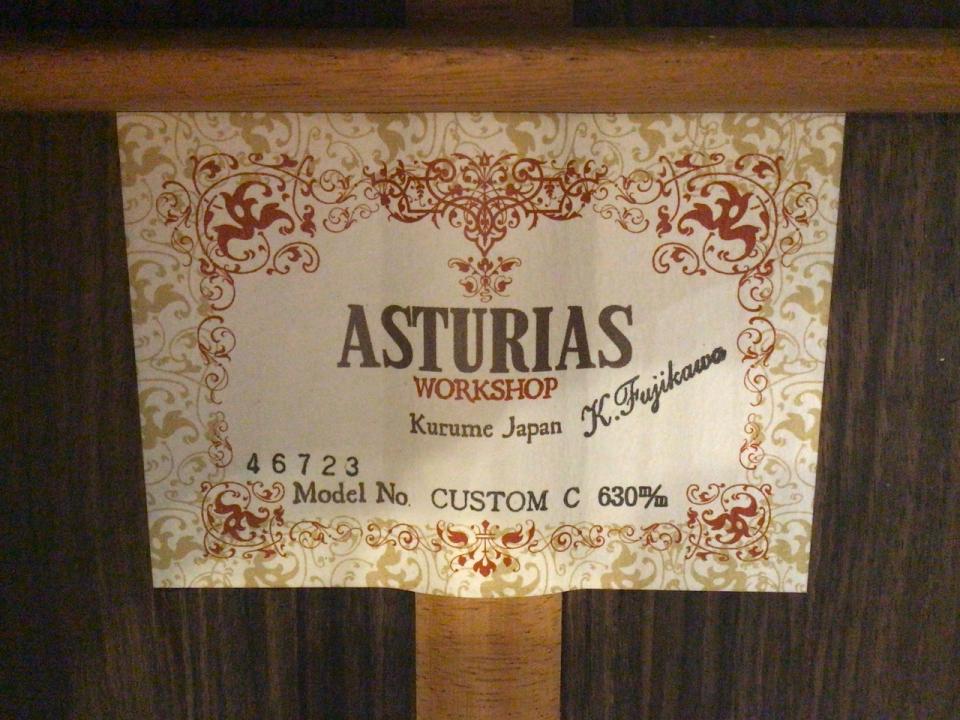 ASTURIAS
WORKSHOP
Kurume Japan
K. Fujikawa
46723
Model No. CUSTOM C 630m/m